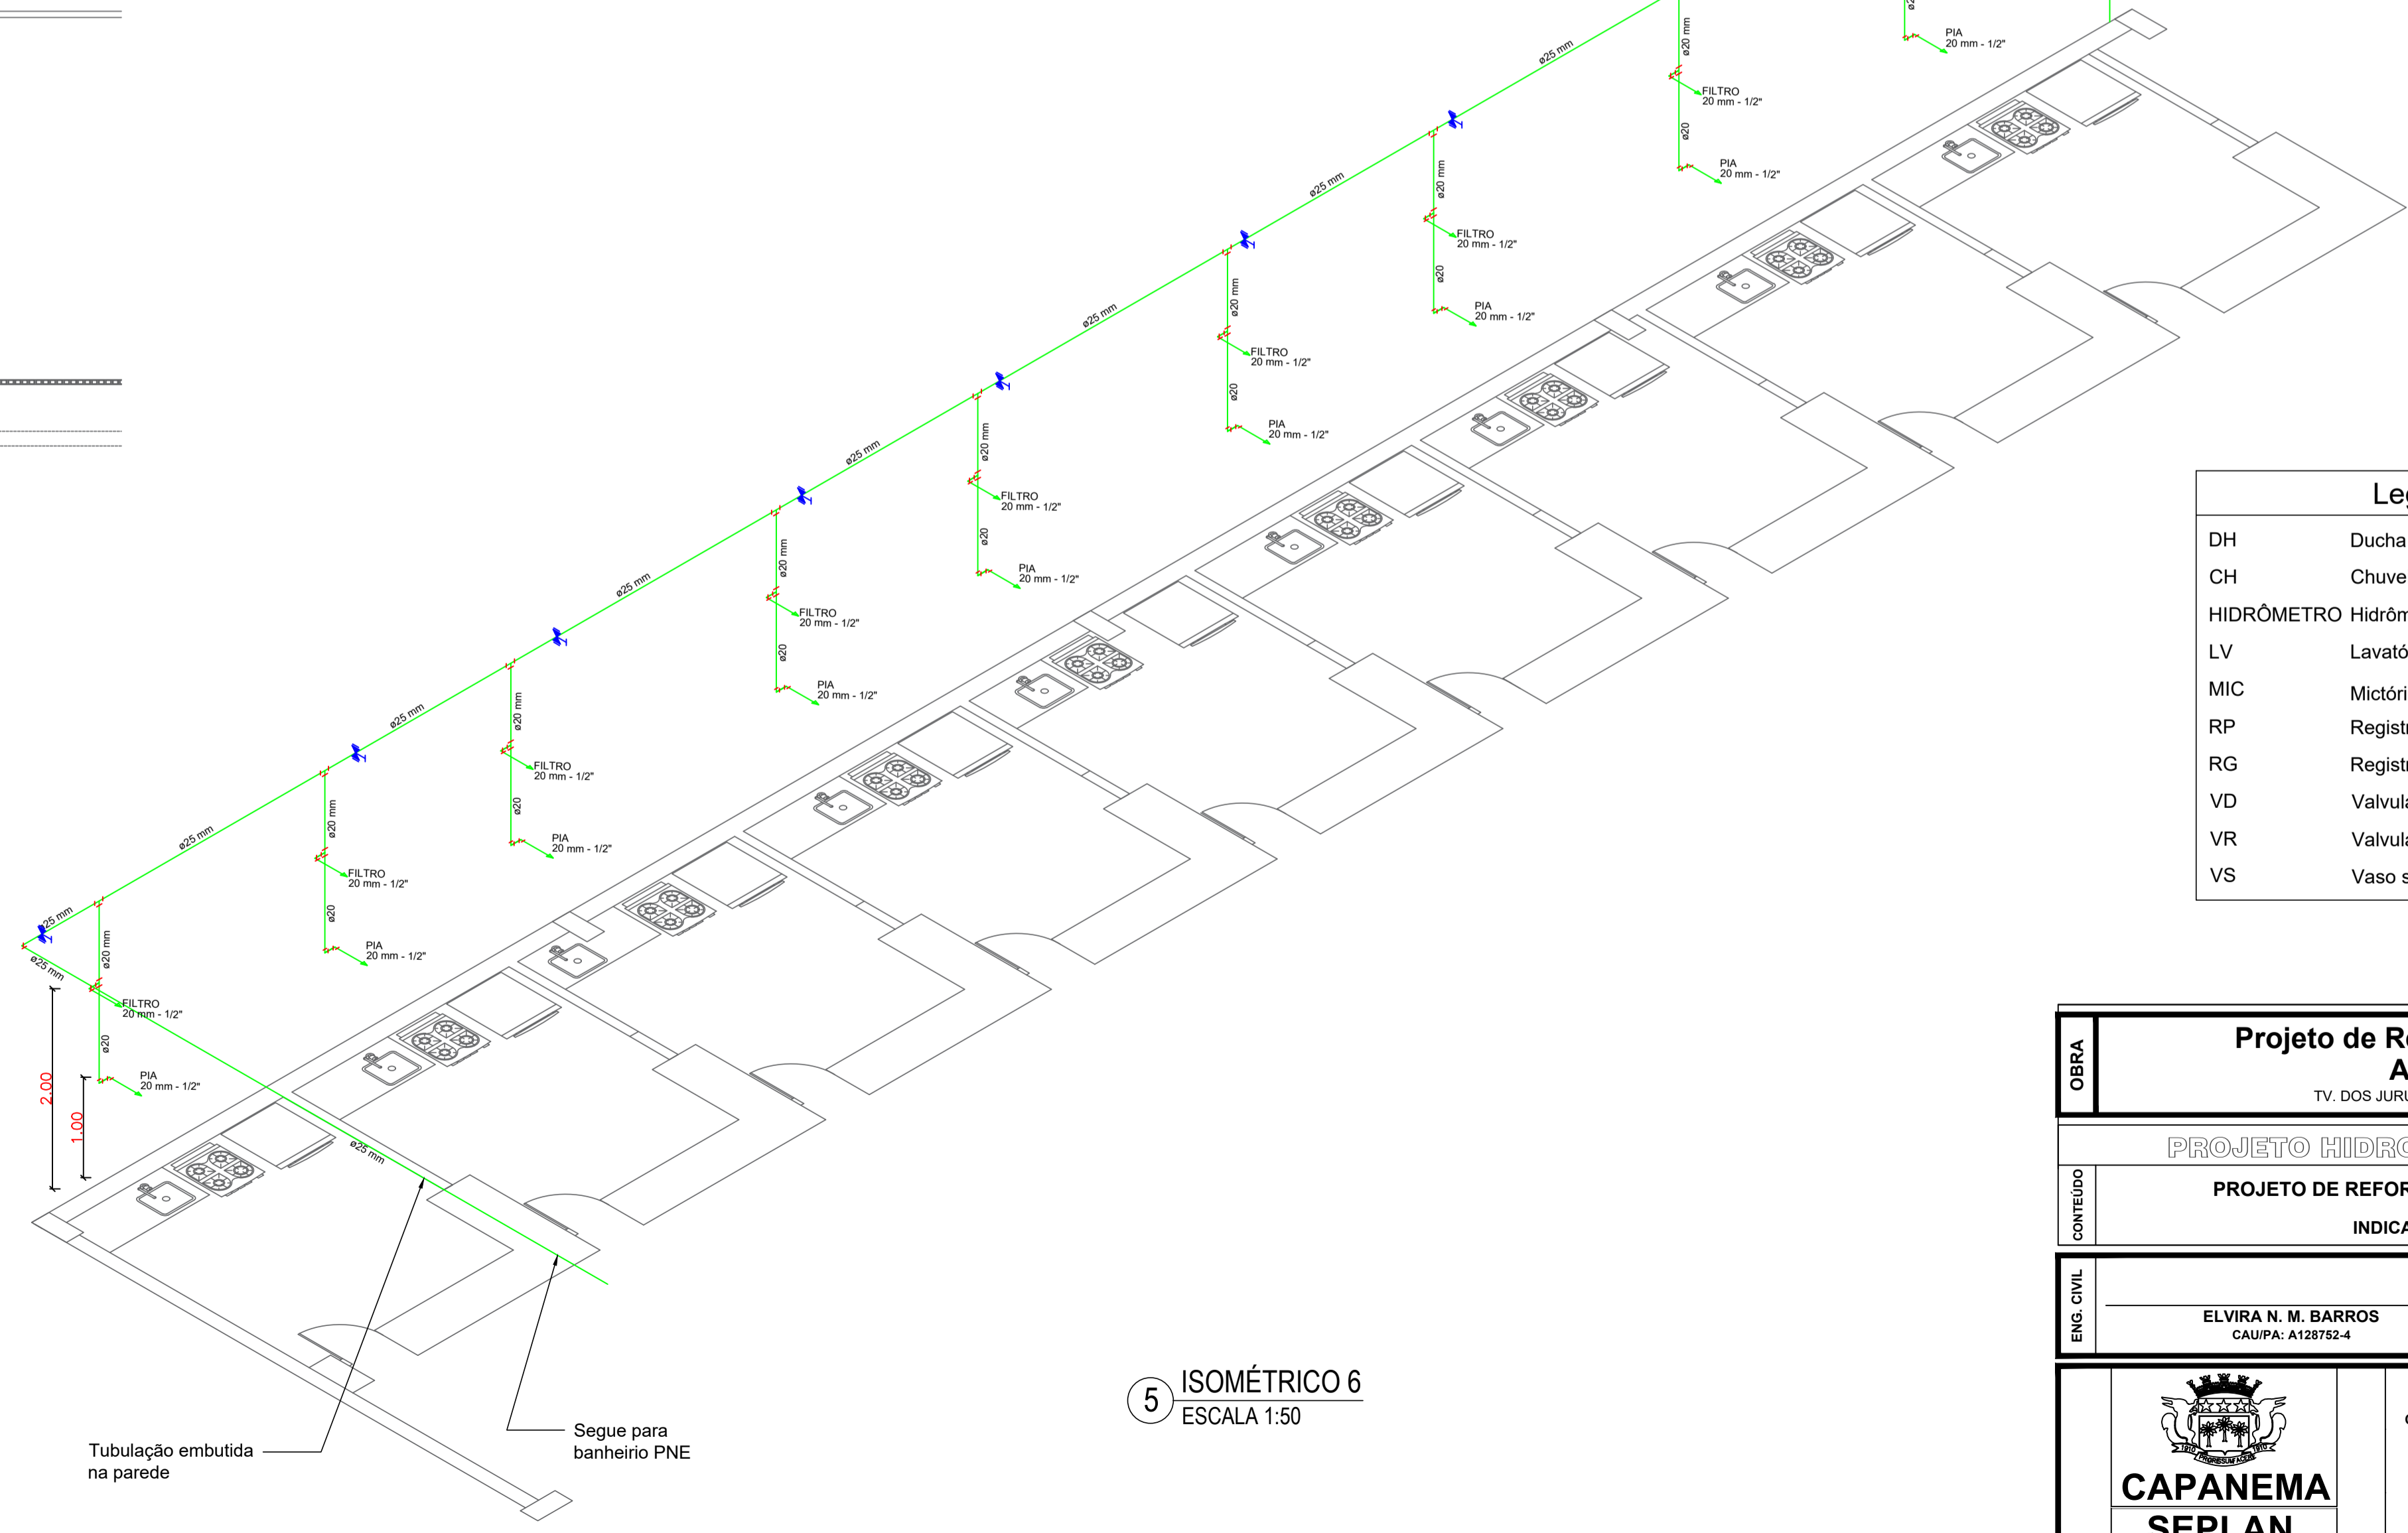 ø20 mm
PIA
20 mm - 1/2"
ø25 mm
FILTRO
20 mm - 1/2"
ø20
PIA
20 mm - 1/2"
ø25 mm
ø20 mm
FILTRO
20 mm - 1/2"
ø20
PIA
20 mm - 1/2"
ø25 mm
ø20 mm
FILTRO
20 mm - 1/2"
ø20
PIA
20 mm - 1/2"
ø25 mm
ø20 mm
FILTRO
20 mm - 1/2"
ø20
PIA
20 mm - 1/2"
ø25 mm
ø20 mm
FILTRO
20 mm - 1/2"
ø20
PIA
20 mm - 1/2"
ø25 mm
ø20 mm
FILTRO
20 mm - 1/2"
ø20
PIA
20 mm - 1/2"
ø25 mm
ø20 mm
FILTRO
20 mm - 1/2"
ø20
PIA
20 mm - 1/2"
ø25 mm
ø25 mm
ø20 mm
ø25 mm
FILTRO
20 mm - 1/2"
ø20
PIA
20 mm - 1/2"
2.00
1.00
ø25 mm
Tubulação embutida
na parede
Segue para
banheirio PNE
5 ISOMÉTRICO 6
ESCALA 1:50
DH Ducha
CH
HIDRÔMETRO
LV
MIC
RP
RG
VD
VR
VS Vaso
OBRA
Projeto de
TV. DOS
PROJETO
CONTEÚDO
PROJETO DE
ENG. CIVIL
ELVIRA N. M. BARROS
CAU/PA: A128752-4
1910 1910
CAPANEMA
SEPLAN